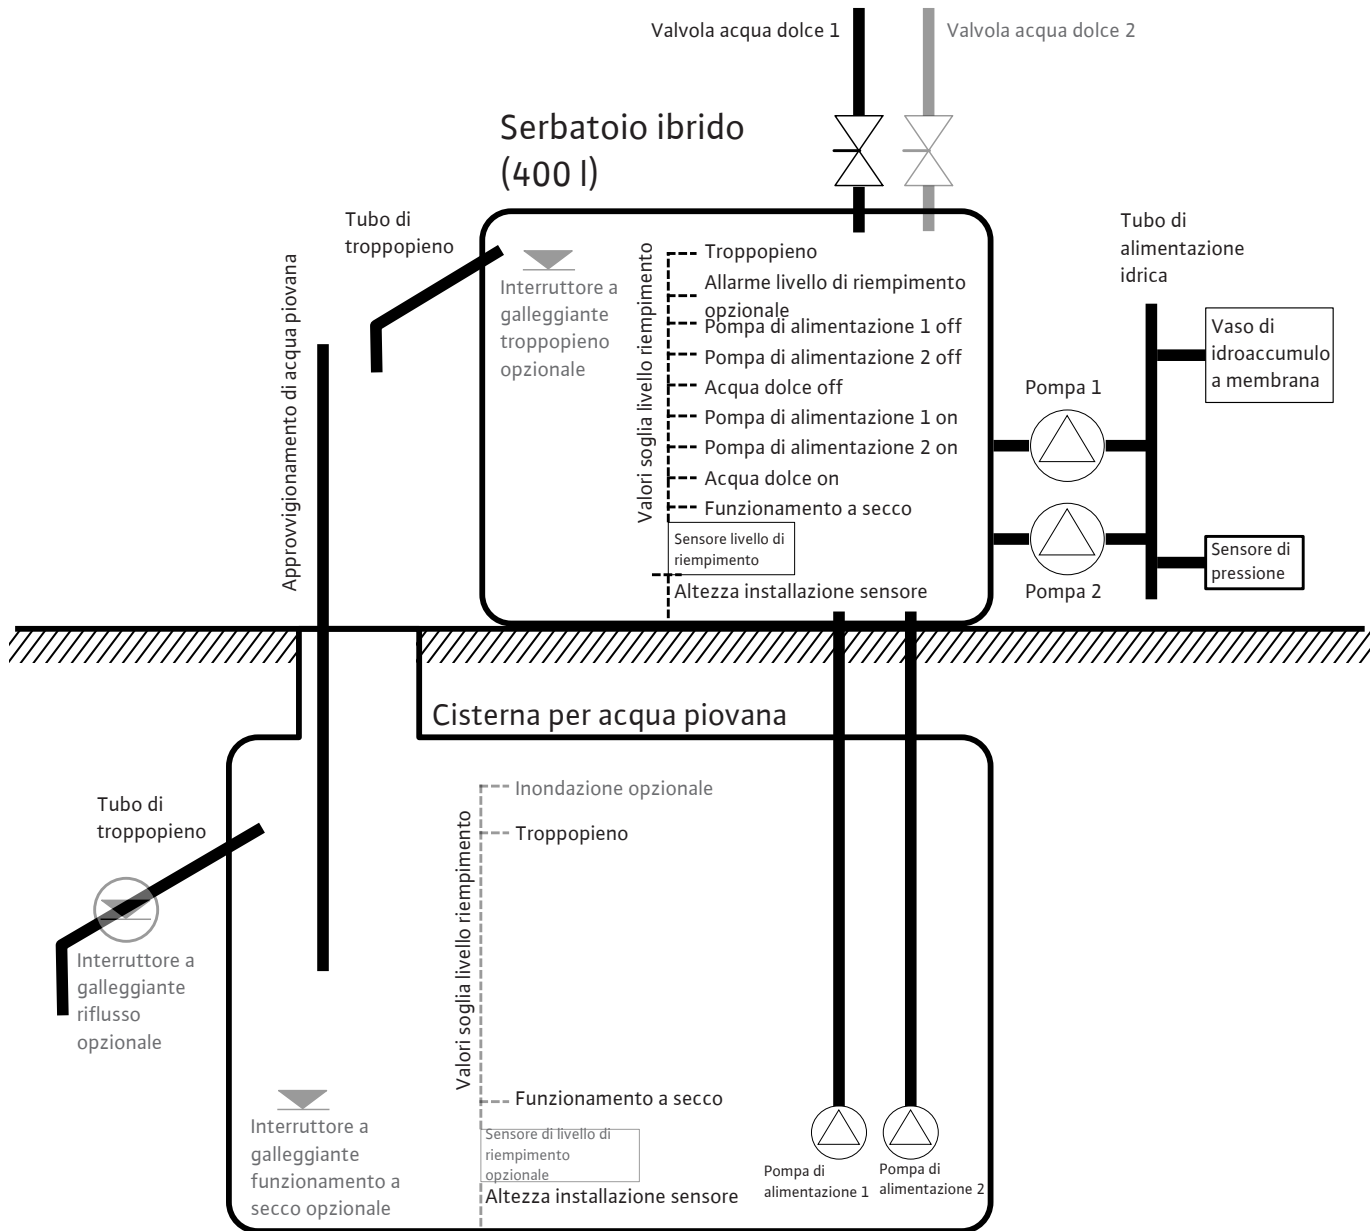 Valvola acqua dolce 1
Valvola acqua dolce 2
Serbatoio ibrido
(400 l)
Tubo di
troppopieno
Approvvigionamento di acqua piovana
Interruttore a
galleggiante
troppopieno
opzionale
Valori soglia livello riempimento
Troppopieno
Allarme livello di riempimento
opzionale
Pompa di alimentazione 1 off
Pompa di alimentazione 2 off
Acqua dolce off
Pompa di alimentazione 1 on
Pompa di alimentazione 2 on
Acqua dolce on
Funzionamento a secco
Sensore livello di
riempimento
Altezza installazione sensore
Pompa 1
Pompa 2
Tubo di
alimentazione
idrica
Vaso di
idroaccumulo
a membrana
Sensore di
pressione
Cisterna per acqua piovana
Tubo di
troppopieno
Interruttore a
galleggiante
riflusso
opzionale
Interruttore a
galleggiante
funzionamento a
secco opzionale
Valori soglia livello riempimento
Inondazione opzionale
Troppopieno
Funzionamento a secco
Sensore di livello di
riempimento
opzionale
Altezza installazione sensore
Pompa di
alimentazione 1
Pompa di
alimentazione 2